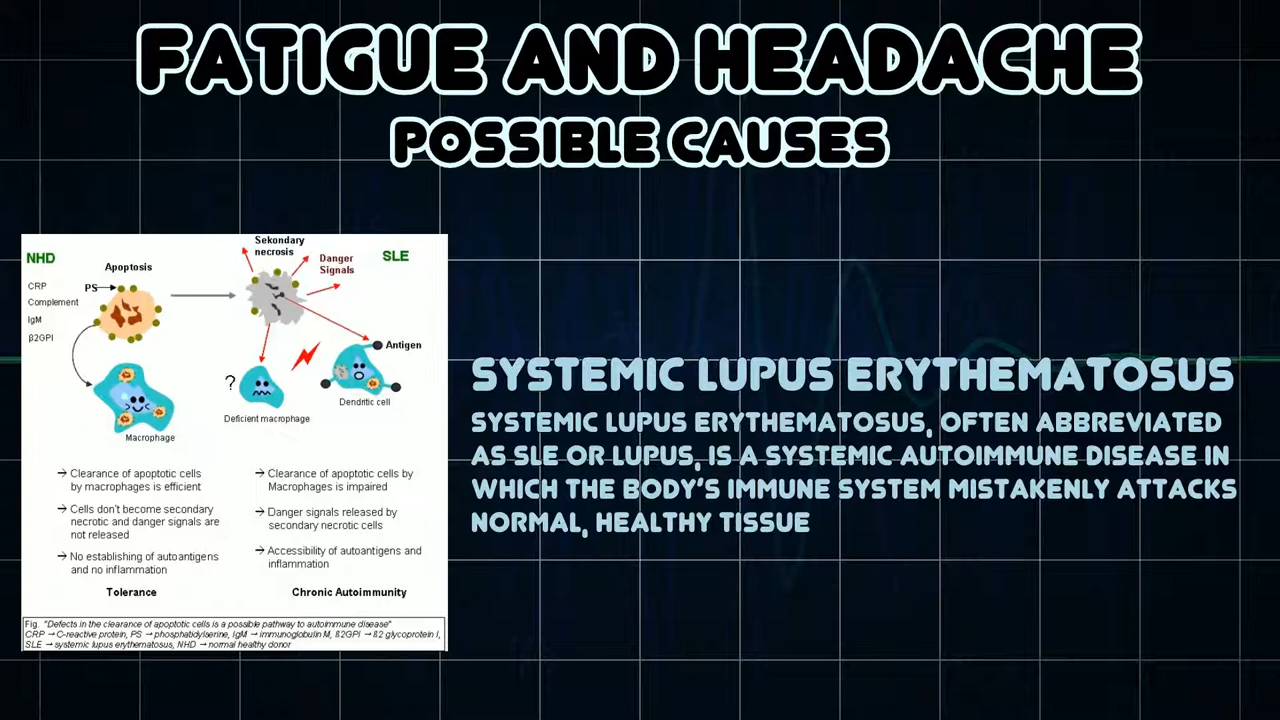 FATIGUE AND HEADACHE
POSSIBLE CAUSES
NHD
Apoptosis
CRP
PS
Complement
IgM
β2GPI
Macrophage
Sekondary
necrosis
Danger
Signals
SLE
Antigen
?
Deficient macrophage
Dendritic cell
→ Clearance of apoptotic cells
by macrophages is efficient
→ Cells don't become secondary
necrotic and danger signals are
not released
→ No establishing of autoantigens
and no inflammation
Tolerance
→ Clearance of apoptotic cells by
Macrophages is impaired
→ Danger signals released by
secondary necrotic cells
→ Accessibility of autoantigens and
inflammation
Chronic Autoimmunity
Fig. "Defects in the clearance of apoptotic cells is a possible pathway to autoimmune disease"
CRP → C-reactive protein, PS → phosphatidylserine, IgM → immunoglobulin M, ß2GPI → ß2 glycoprotein I,
SLE → systemic lupus erythematosus, NHD → normal healthy donor
SYSTEMIC LUPUS ERYTHEMATOSUS
SYSTEMIC LUPUS ERYTHEMATOSUS, OFTEN ABBREVIATED
AS SLE OR LUPUS, IS A SYSTEMIC AUTOIMMUNE DISEASE IN
WHICH THE BODY'S IMMUNE SYSTEM MISTAKENLY ATTACKS
NORMAL, HEALTHY TISSUE